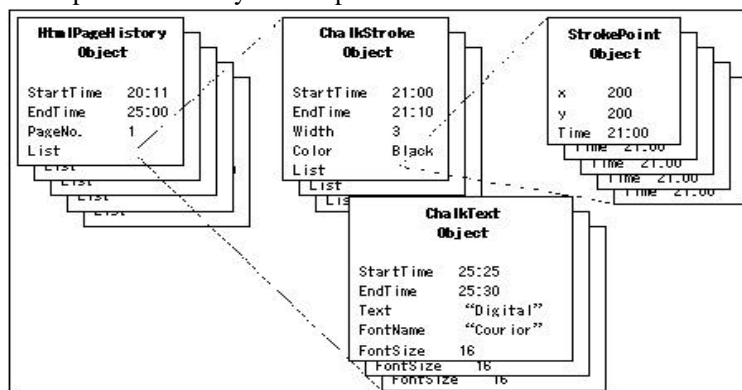 HtmlPageHistory
Object
StartTime 20:11
EndTime 25:00
PageNo. 1
List
List
List
List
List
ChalkStroke
Object
StartTime 21:00
EndTime 21:10
Width 3
Color Black
List
List
List
StrokePoint
Object
x 200
y 200
Time 21:00
Time 21:00
Time 21:00
Time 21:00
Time 21:00
ChalkText
Object
StartTime 25:25
EndTime 25:30
Text "Digital"
FontName "Courior"
FontSize 16
FontSize 16
FontSize 16